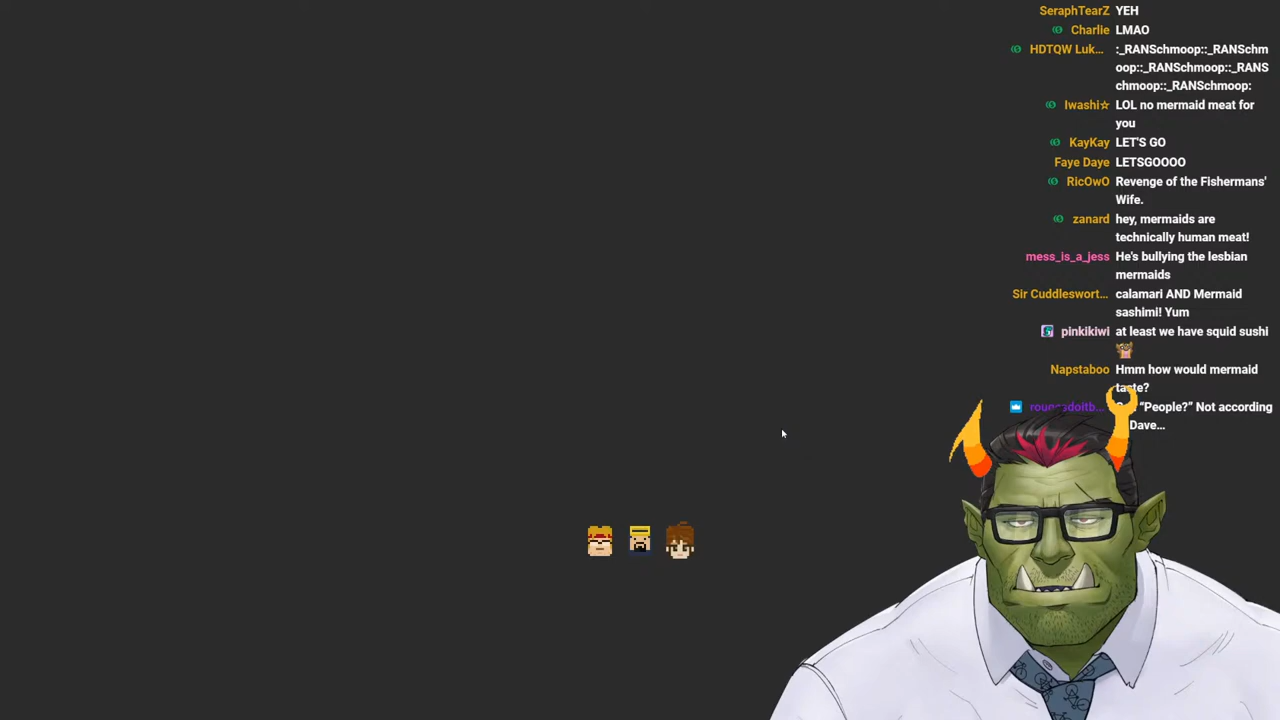 SeraphTearZ YEH
Charlie LMAO
HDTQW Luk... :_RANSchmoop::_RANSchm
oop::_RANSchmoop::_RANS
chmoop::_RANSchmoop:
Iwashi☆ LOL no mermaid meat for
you
KayKay LET'S GO
Faye Daye LETSGOOOO
RicOwO Revenge of the Fishermans'
Wife.
zanard hey, mermaids are
technically human meat!
mess_is_a_jess He's bullying the lesbian
mermaids
Sir Cuddleswort... calamari AND Mermaid
sashimi! Yum
pinkikiwi at least we have squid sushi
Napstaboo Hmm how would mermaid
taste?
“People?” Not according
Dave...